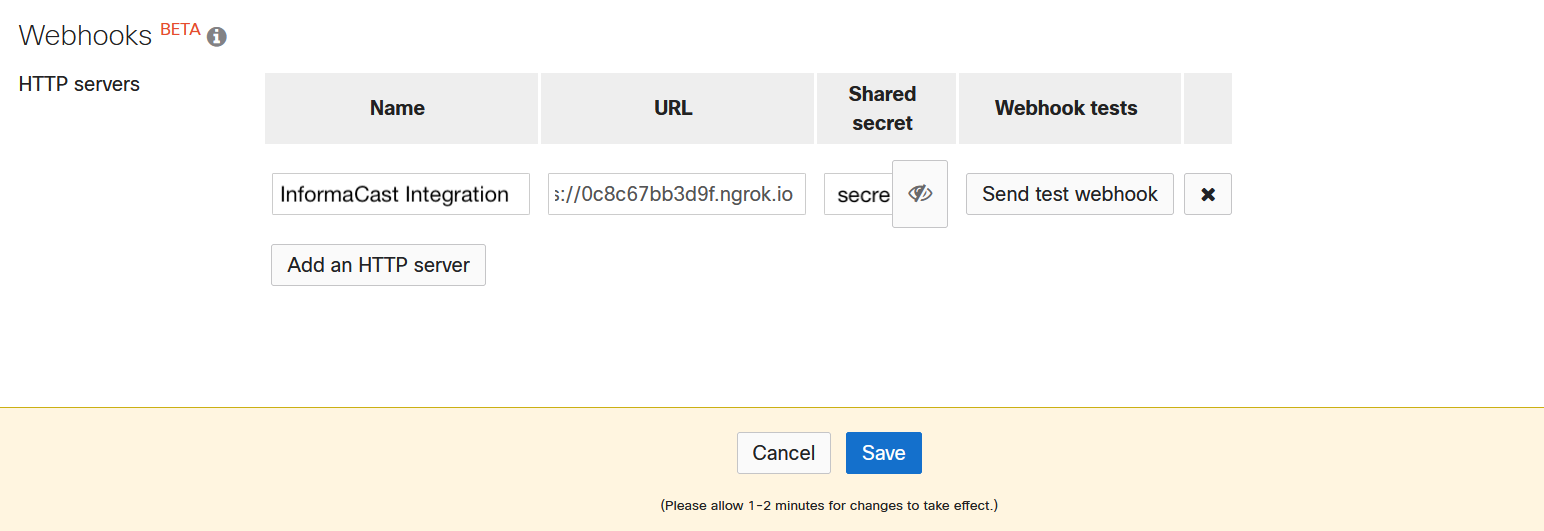 Webhooks BETA
HTTP servers
Name
URL
Shared
secret
Webhook tests
InformaCast Integration
s://0c8c67bb3d9f.ngrok.io
secre
Send test webhook
Add an HTTP server
Cancel
Save
(Please allow 1-2 minutes for changes to take effect.)